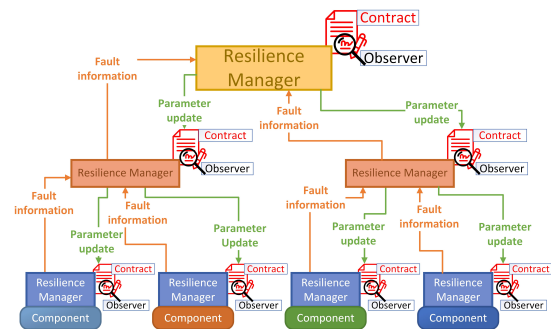 Contract
Fault
information
Resilience
Manager
Observer
Parameter
update
Fault
information
Parameter
update
Contract
Contract
Resilience Manager
Observer
Resilience Manager
Observer
Fault
information
Fault
information
Parameter
update
Parameter
Update
Fault
information
Fault
information
Parameter
update
Parameter
update
Resilience
Manager
Contract
Observer
Component
Resilience
Manager
Contract
Observer
Component
Resilience
Manager
Contract
Observer
Component
Resilience
Manager
Contract
Observer
Component